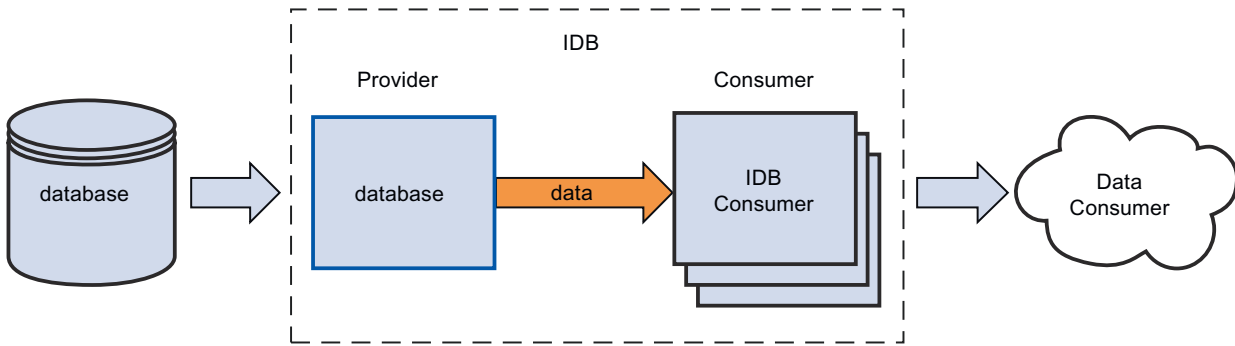 IDB
Provider
Consumer
database
database
data
IDB
Consumer
Data
Consumer